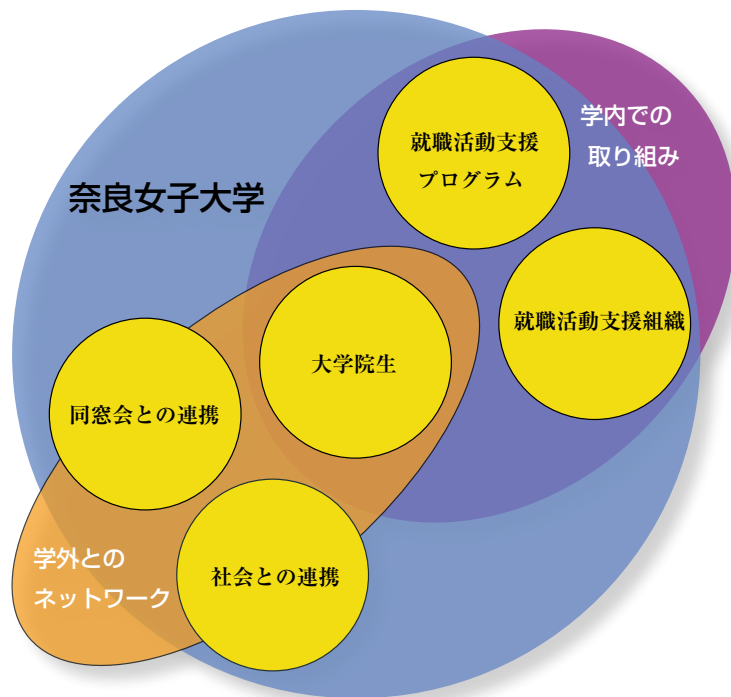 学内での
取り組み
就職活動支援
プログラム
奈良女子大学
就職活動支援組織
大学院生
同窓会との連携
学外との
ネットワーク
社会との連携